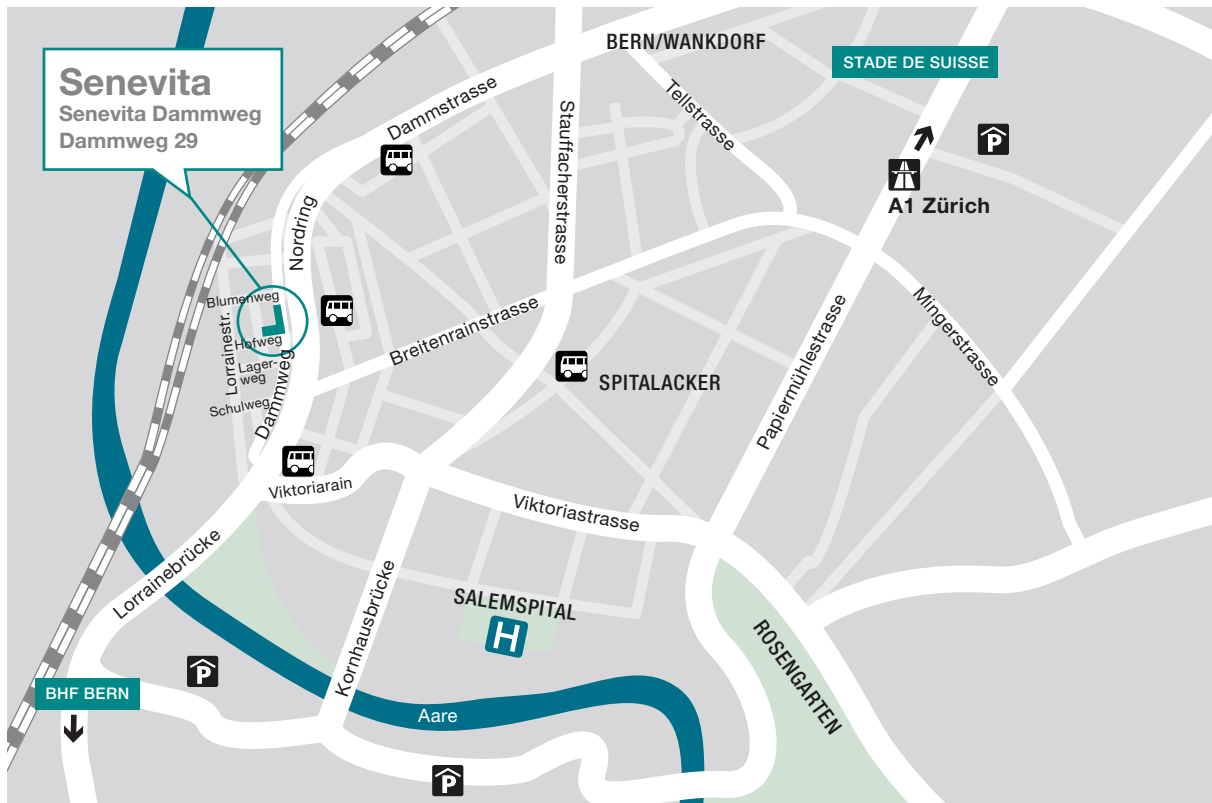 BERN/WANKDORF
STADE DE SUISSE
Senevita
Senevita Dammweg
Dammweg 29
Dammstrasse
Tellstrasse
Stauffacherstrasse
P
A1 Zürich
Nordring
Blumenweg
Lorrainestr.
Hofweg
Lager-
weg
Schulweg
Dammweg
Breitenrainstrasse
SPITALACKER
Papiermühlestrasse
Mingerstrasse
Viktoriarain
Viktoriastrasse
Lorrainebrücke
Kornhausbrücke
SALEMSPITAL
H
ROSENGARTEN
P
BHF BERN
Aare
P